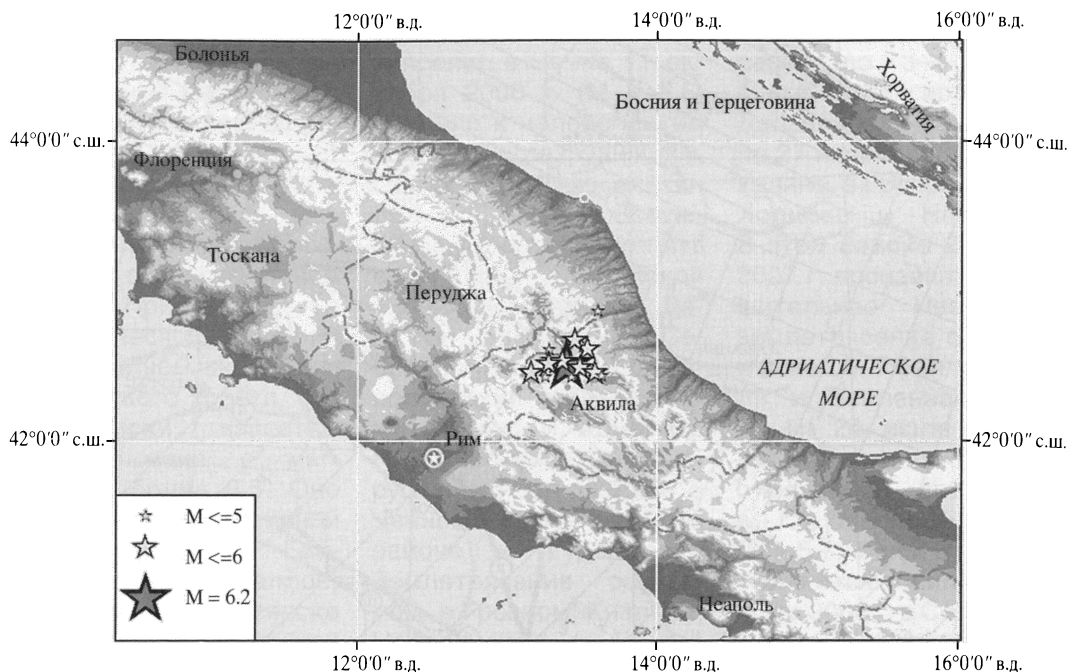 12°0'0" в.д.
14°0'0" в.д.
16°0'0" в.д.
Болонья
Хорватия
Босния и Герцеговина
44°0'0" с.ш.
44°0'0" с.ш.
Флоренция
Тоскана
Перуджа
АДРИАТИЧЕСКОЕ
МОРЕ
Аквила
42°0'0" с.ш.
Рим
42°0'0" с.ш.
M <=5
M <=6
M = 6.2
Неаполь
12°0'0" в.д.
14°0'0" в.д.
16°0'0" в.д.